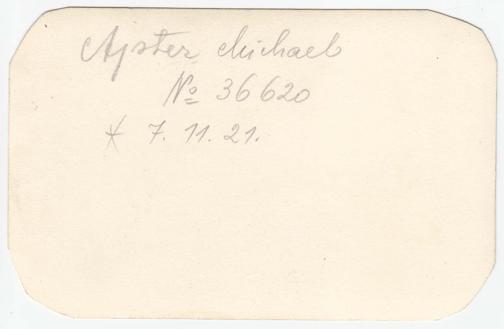 Apster Michael
№ 36620
* 7. 11. 21.